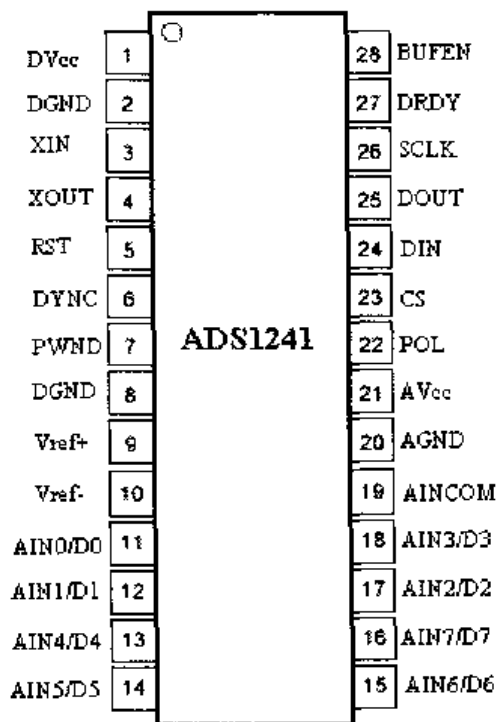 DVcc 1 28 BUFEN
DGND 2 27 DRDY
XIN 3 26 SCLK
XOUT 4 25 DOUT
RST 5 24 DIN
DYNC 6 23 CS
PWND 7 ADS1241 22 POL
DGND 8 21 AVcc
Vref+ 9 20 AGND
Vref- 10 19 AINCOM
AIN0/D0 11 18 AIN3/D3
AIN1/D1 12 17 AIN2/D2
AIN4/D4 13 16 AIN7/D7
AIN5/D5 14 15 AIN6/D6